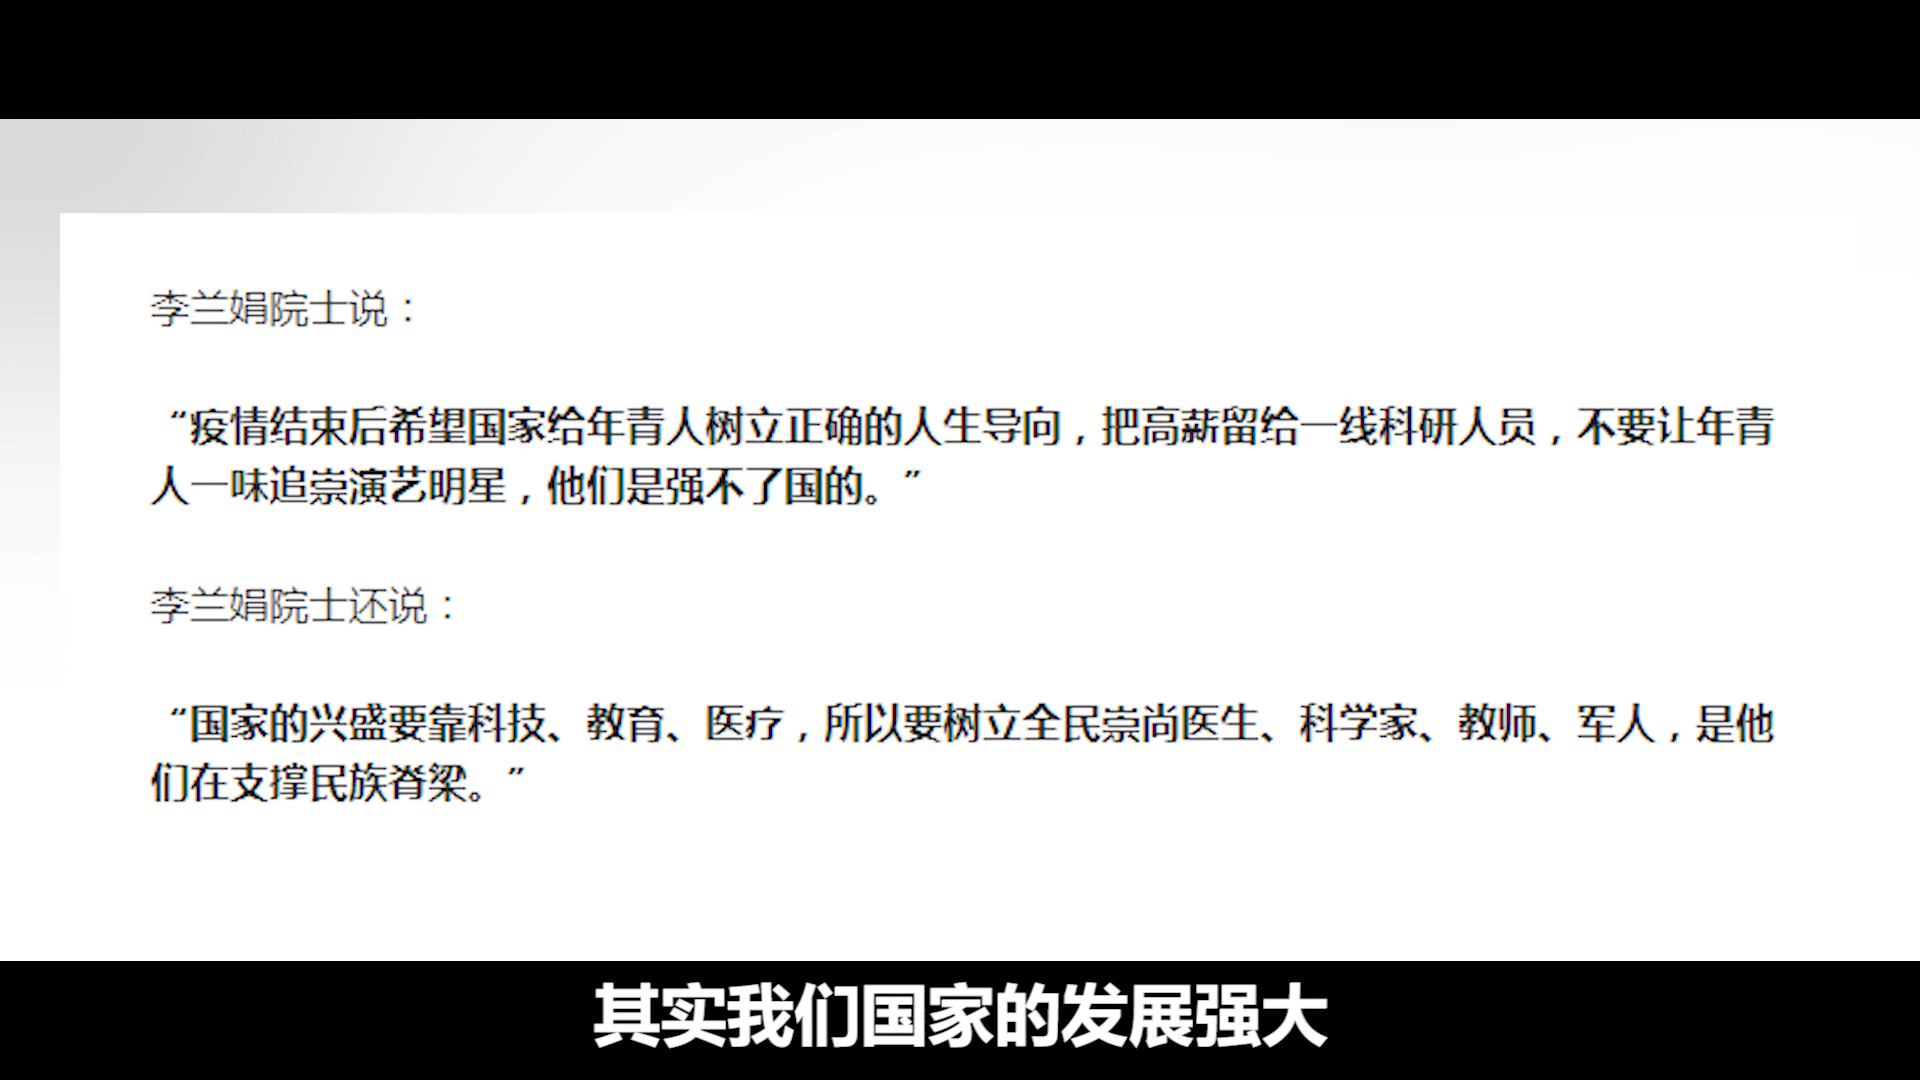 李兰娟院士说：
“疫情结束后希望国家给年青人树立正确的人生导向，把高薪留给一线科研人员，不要让年青
人一味追崇演艺明星，他们是强不了国的。”
李兰娟院士还说：
“国家的兴盛要靠科技、教育、医疗，所以要树立全民崇尚医生、科学家、教师、军人，是他
们在支撑民族脊梁。”
其实我们国家的发展强大